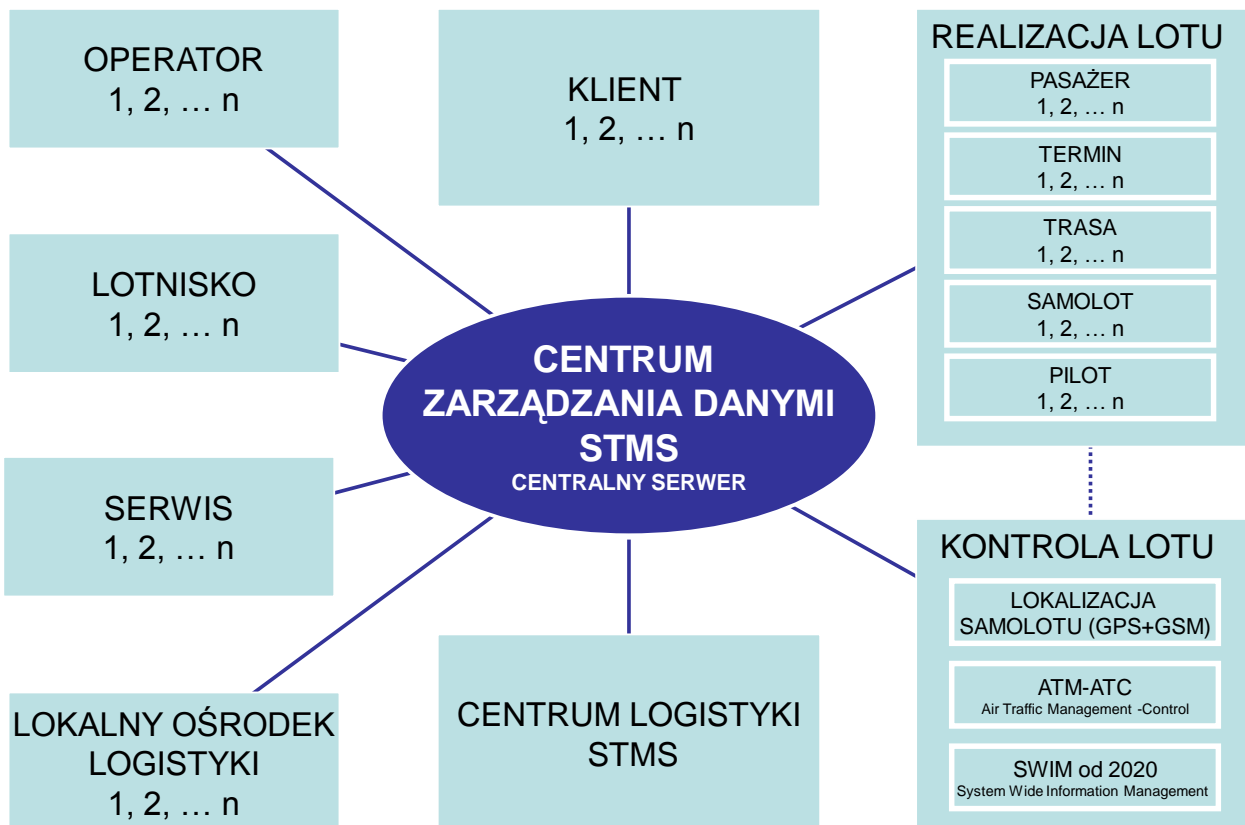 OPERATOR
1, 2, … n
KLIENT
1, 2, … n
REALIZACJA LOTU
PASAŻER
1, 2, … n
TERMIN
1, 2, … n
TRASA
1, 2, … n
SAMOLOT
1, 2, … n
PILOT
1, 2, … n
LOTNISKO
1, 2, … n
CENTRUM
ZARZĄDZANIA DANYMI
STMS
CENTRALNY SERWER
SERWIS
1, 2, … n
KONTROLA LOTU
LOKALIZACJA
SAMOLOTU (GPS+GSM)
ATM-ATC
Air Traffic Management -Control
SWIM od 2020
System Wide Information Management
LOKALNY OŚRODEK
LOGISTYKI
1, 2, … n
CENTRUM LOGISTYKI
STMS